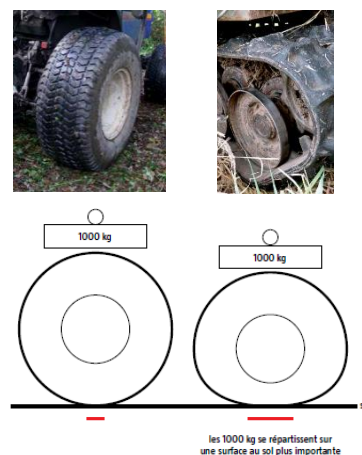 1000 kg
1000 kg
s
les 1000 kg se répartissent sur
une surface au sol plus importante